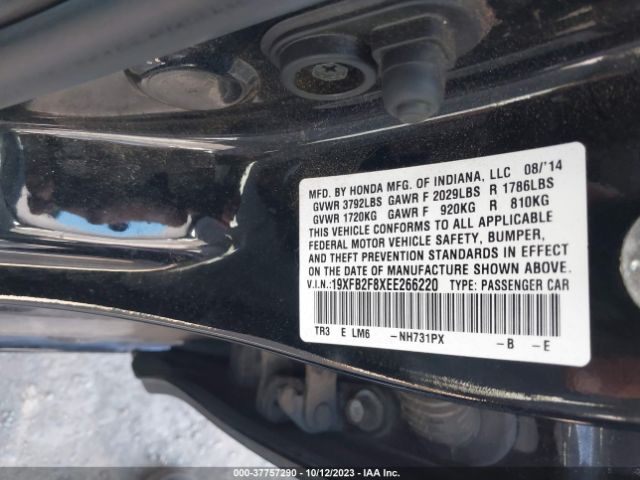 MFD. BY HONDA MFG. OF INDIANA, LLC 08/'14
GVWR 3792LBS GAWR F 2029LBS R 1786LBS
GVWR 1720KG GAWR F 920KG R 810KG
THIS VEHICLE CONFORMS TO ALL APPLICABLE
FEDERAL MOTOR VEHICLE SAFETY, BUMPER,
AND THEFT PREVENTION STANDARDS IN EFFECT
ON THE DATE OF MANUFACTURE SHOWN ABOVE.
V.I.N.:19XFB2F8XEE266220 TYPE: PASSENGER CAR
TR3 E LM6 -NH731PX -B -E
000-37757290 - 10/12/2023 - IAA Inc.